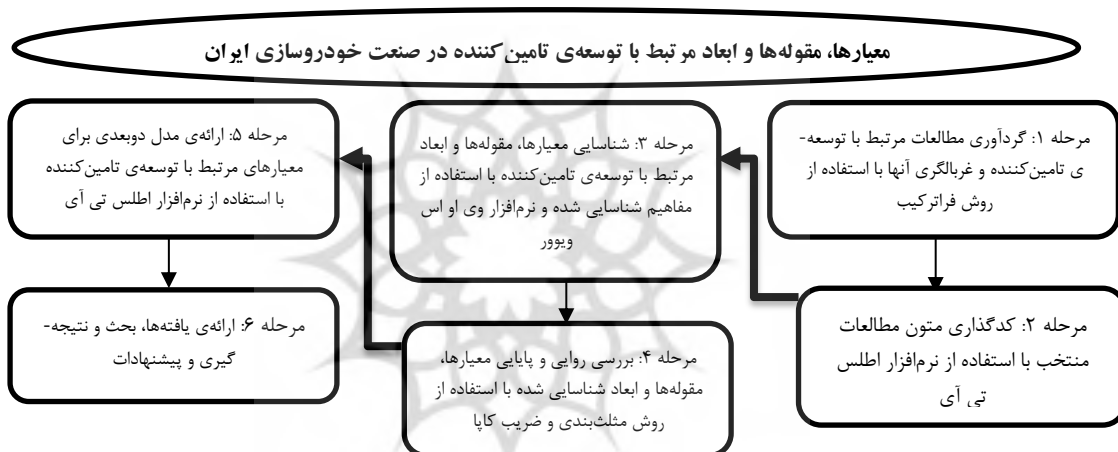 معیارها، مقوله‌ها و ابعاد مرتبط با توسعه‌ی تامین‌کننده در صنعت خودروسازی ایران
مرحله ۱: گردآوری مطالعات مرتبط با توسعه-
ی تامین‌کننده و غربالگری آنها با استفاده از
روش فراترکیب
مرحله ۲: کدگذاری متون مطالعات
منتخب با استفاده از نرم‌افزار اطلس
تی آی
مرحله ۳: شناسایی معیارها، مقوله‌ها و ابعاد
مرتبط با توسعه‌ی تامین‌کننده با استفاده از
مفاهیم شناسایی شده و نرم‌افزار وی او اس
ویوور
مرحله ۴: بررسی روایی و پایایی معیارها،
مقوله‌ها و ابعاد شناسایی شده با استفاده از
روش مثلث‌بندی و ضریب کاپا
مرحله ۵: ارائه‌ی مدل دوبعدی برای
معیارهای مرتبط با توسعه‌ی تامین‌کننده
با استفاده از نرم‌افزار اطلس تی آی
مرحله ۶: ارائه‌ی یافته‌ها، بحث و نتیجه-
گیری و پیشنهادات